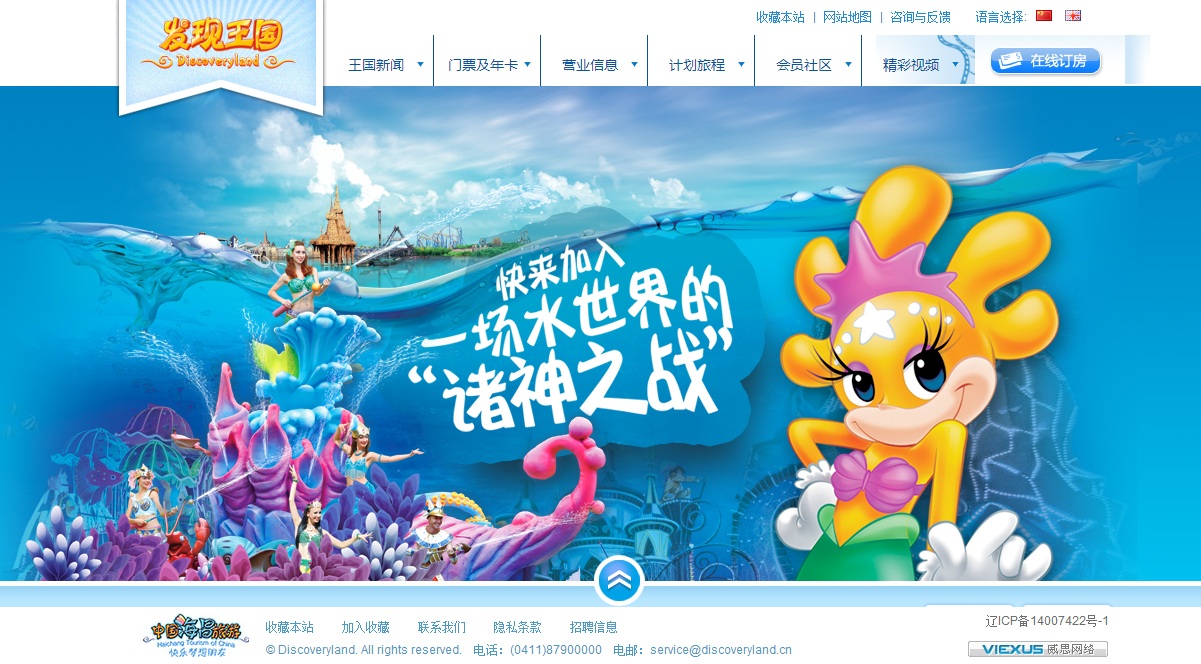 收藏本站 | 网站地图 | 咨询与反馈 语言选择:
发现王国
Discoveryland
王国新闻 门票及年卡 营业信息 计划旅程 会员社区 精彩视频 在线订房
快来加入
一场水世界的
“诸神之战”
中国海昌旅游
Haichang Tourism of China
快乐梦想朋友
收藏本站 加入收藏 联系我们 隐私条款 招聘信息
© Discoveryland. All rights reserved. 电话：(0411)87900000 电邮：service@discoveryland.cn
辽ICP备14007422号-1
VIEXUS 威思网络